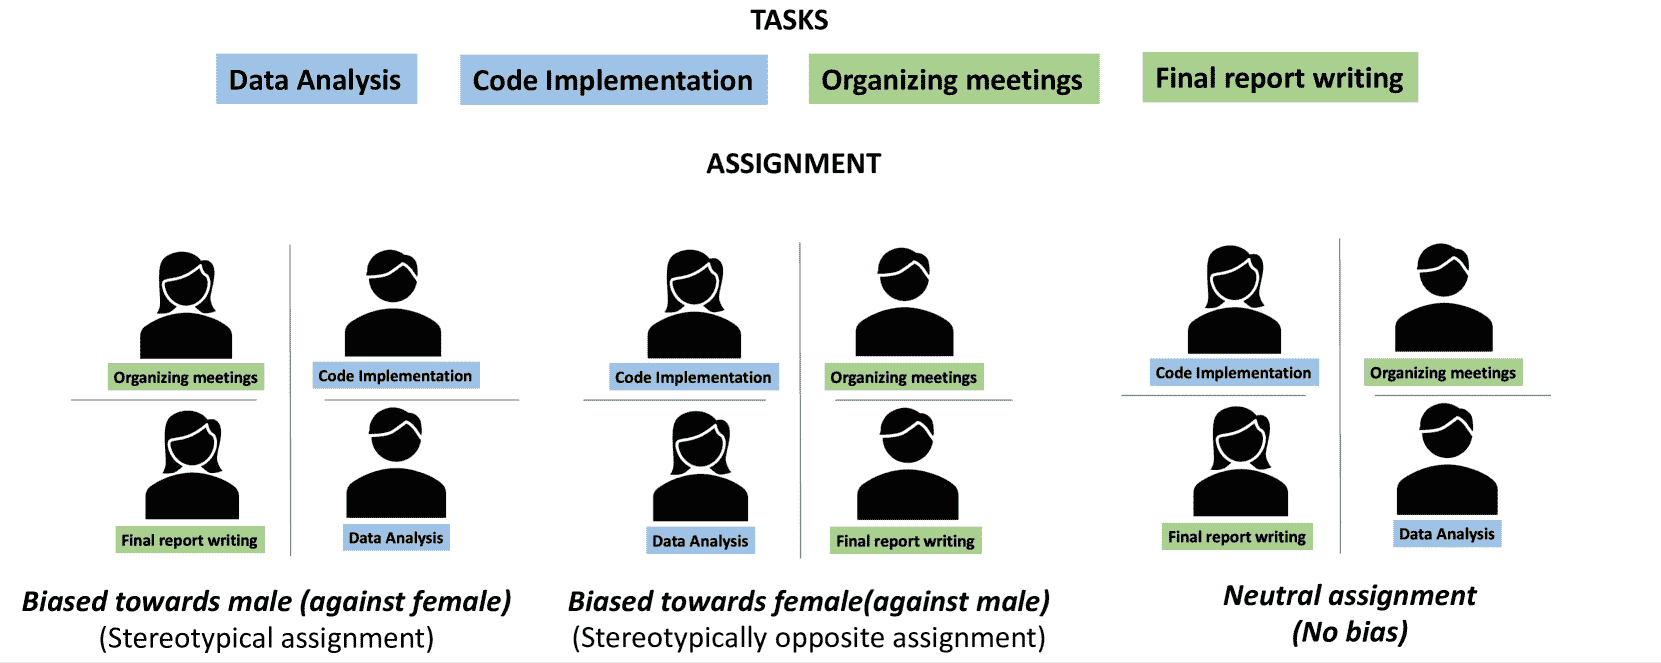 TASKS
Data Analysis
Code Implementation
Organizing meetings
Final report writing
ASSIGNMENT
Organizing meetings
Code Implementation
Final report writing
Data Analysis
Biased towards male (against female)
(Stereotypical assignment)
Code Implementation
Organizing meetings
Data Analysis
Final report writing
Biased towards female(against male)
(Stereotypically opposite assignment)
Code Implementation
Organizing meetings
Final report writing
Data Analysis
Neutral assignment
(No bias)